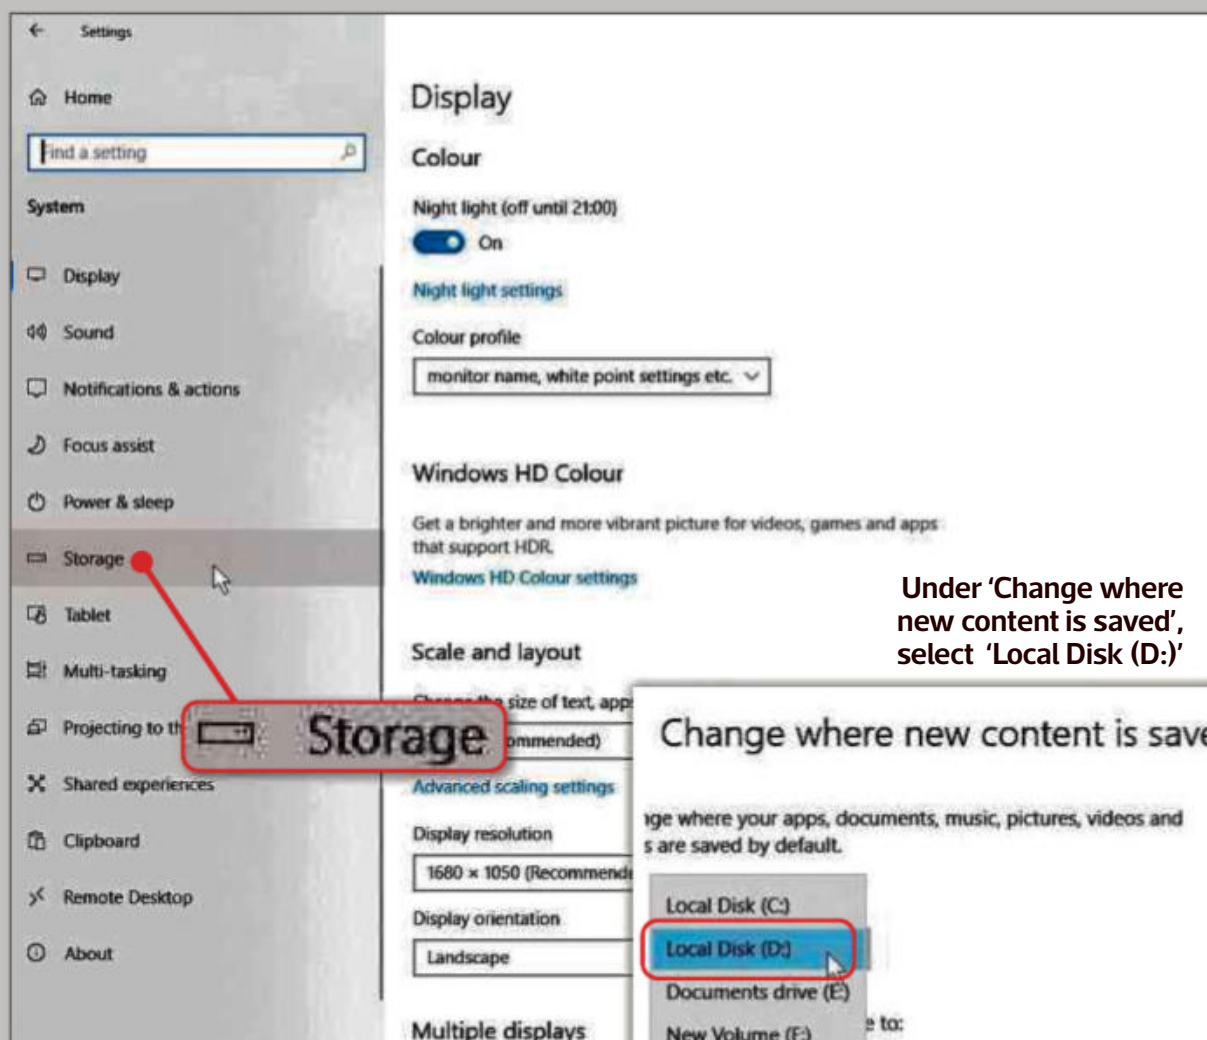 Settings
Home
Find a setting
System
Display
Sound
Notifications & actions
Focus assist
Power & sleep
Storage
Tablet
Multi-tasking
Projecting to th
Shared experiences
Clipboard
Remote Desktop
About
Storage
Display
Colour
Night light (off until 21:00)
On
Night light settings
Colour profile
monitor name, white point settings etc.
Windows HD Colour
Get a brighter and more vibrant picture for videos, games and apps
that support HDR.
Windows HD Colour settings
Scale and layout
Change the size of text, apps
ommended)
Advanced scaling settings
Display resolution
1680 × 1050 (Recommende
Display orientation
Landscape
Multiple displays
Under ‘Change where
new content is saved’,
select ‘Local Disk (D:)’
Change where new content is save
nge where your apps, documents, music, pictures, videos and
s are saved by default.
Local Disk (C:)
Local Disk (D:)
Documents drive (E:)
New Volume (F:)
e to: